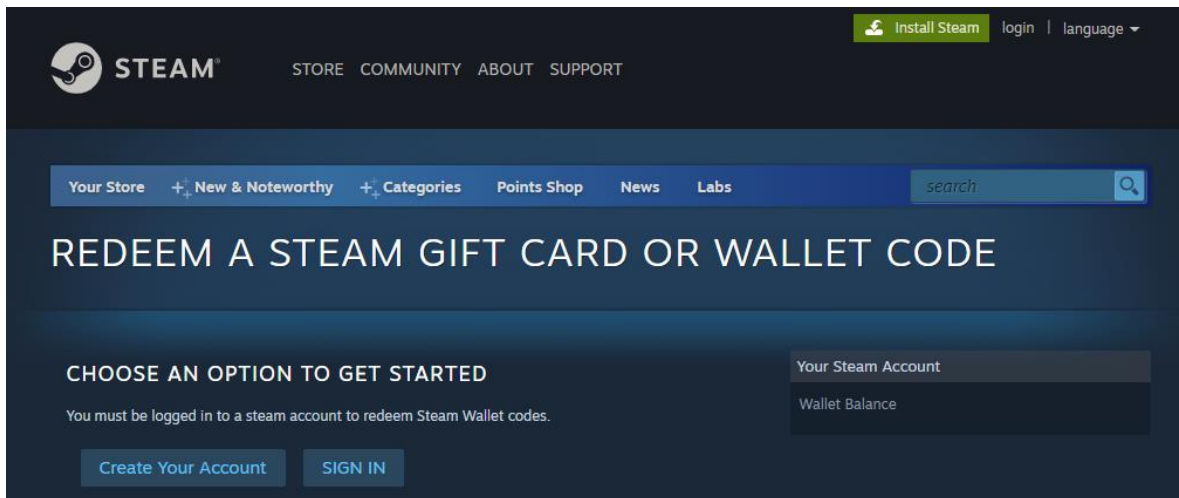 Install Steam login | language
STEAM® STORE COMMUNITY ABOUT SUPPORT
Your Store New & Noteworthy Categories Points Shop News Labs search
REDEEM A STEAM GIFT CARD OR WALLET CODE
CHOOSE AN OPTION TO GET STARTED
You must be logged in to a steam account to redeem Steam Wallet codes.
Create Your Account SIGN IN
Your Steam Account
Wallet Balance